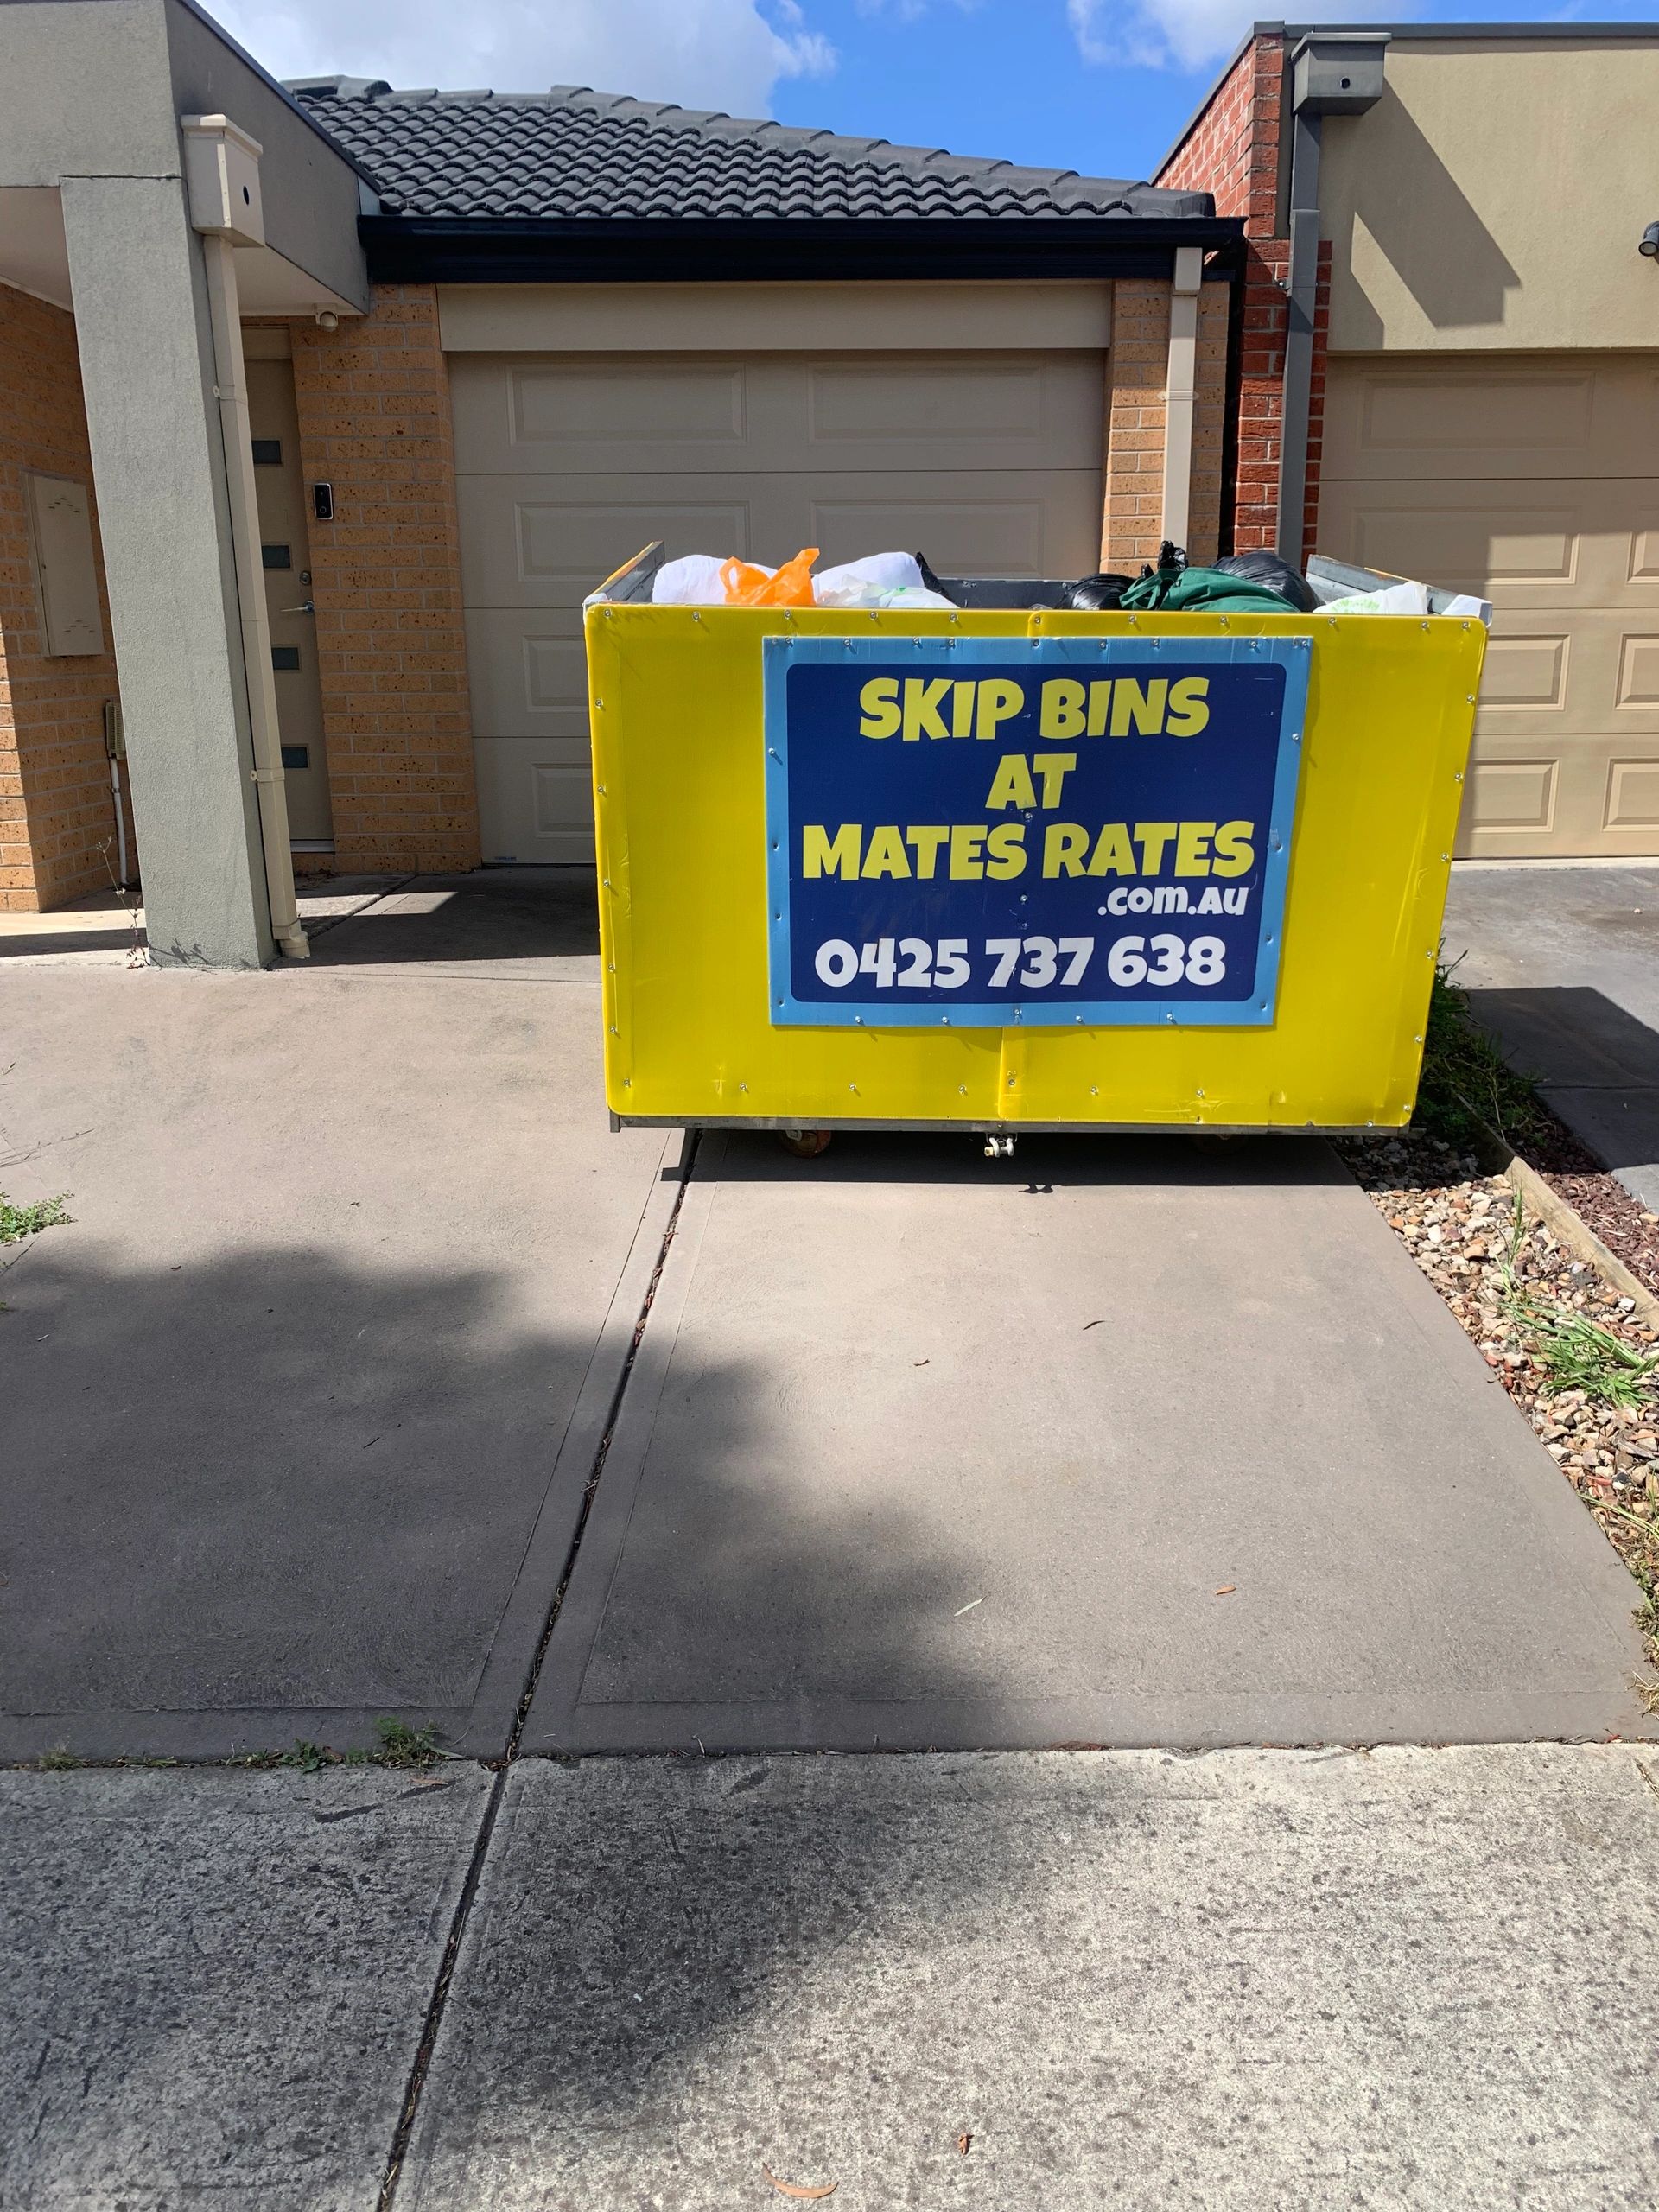 SKIP BINS
AT
MATES RATES
.com.au
0425 737 638